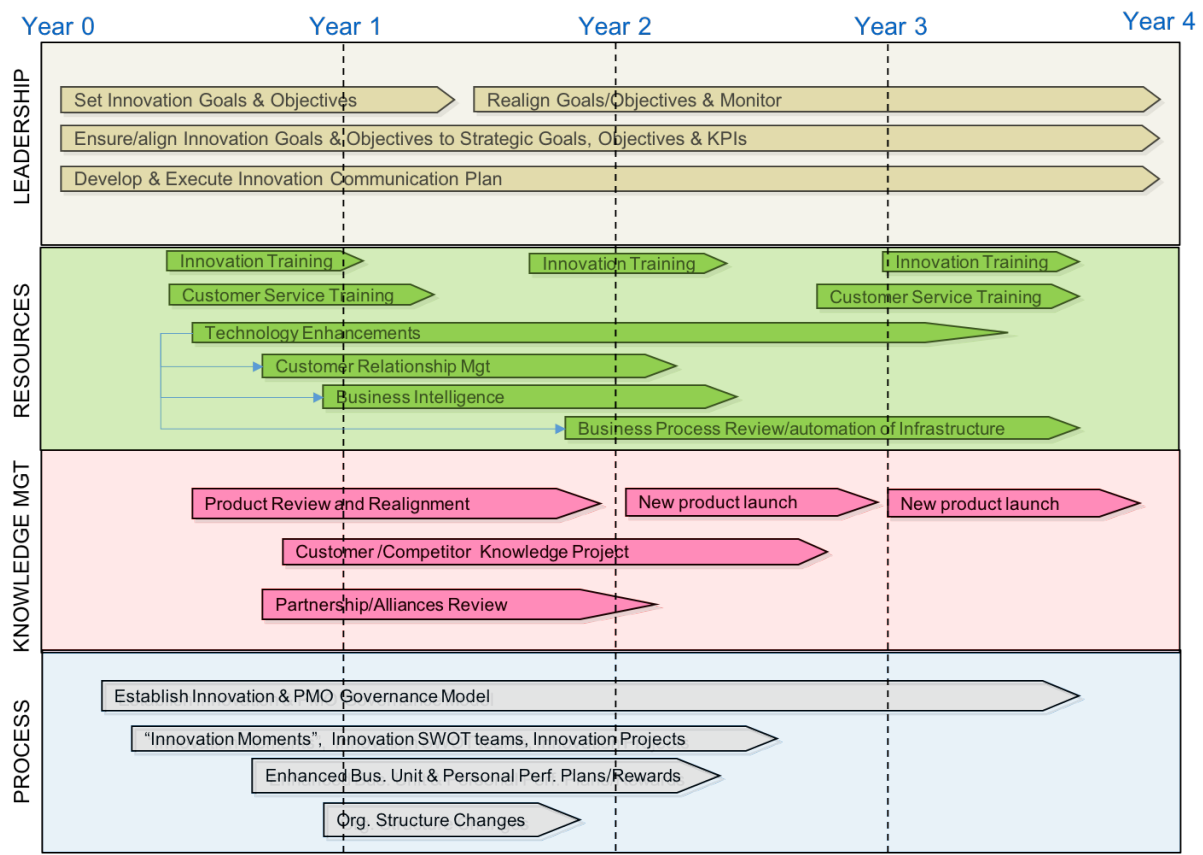 Year 0
Year 1
Year 2
Year 3
Year 4
LEADERSHIP
Set Innovation Goals & Objectives
Realign Goals/Objectives & Monitor
Ensure/align Innovation Goals & Objectives to Strategic Goals, Objectives & KPIs
Develop & Execute Innovation Communication Plan
RESOURCES
Innovation Training
Innovation Training
Innovation Training
Customer Service Training
Customer Service Training
Technology Enhancements
Customer Relationship Mgt
Business Intelligence
Business Process Review/automation of Infrastructure
KNOWLEDGE MGT
Product Review and Realignment
New product launch
New product launch
Customer /Competitor Knowledge Project
Partnership/Alliances Review
PROCESS
Establish Innovation & PMO Governance Model
“Innovation Moments”, Innovation SWOT teams, Innovation Projects
Enhanced Bus. Unit & Personal Perf. Plans/Rewards
Org. Structure Changes